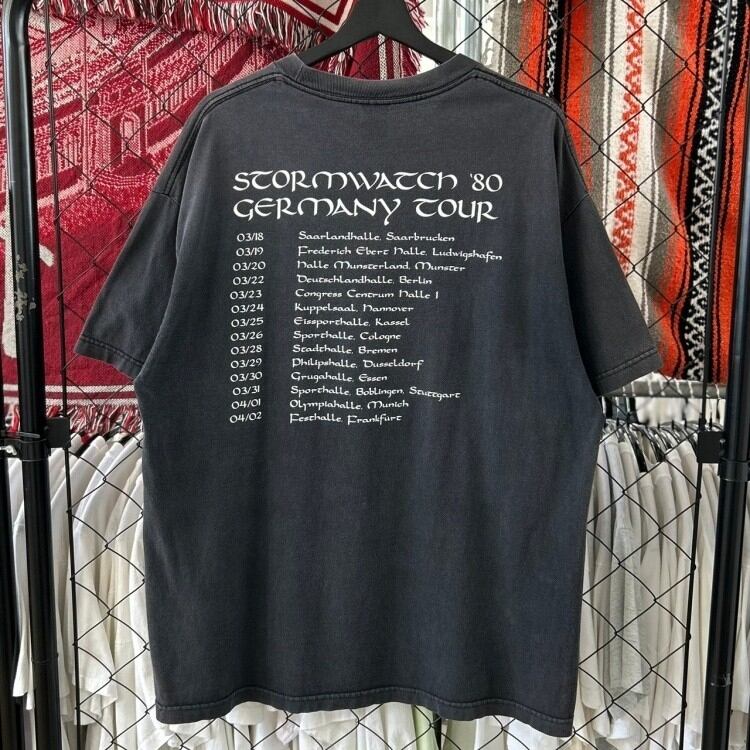 STORMWATCH '80
GERMANY TOUR
03/18 Saarlandhalle, Saarbrucken
03/19 Frederich Ebert Halle, Ludwigshafen
03/20 Halle Munsterland, Munster
03/22 Deutschlandhalle, Berlin
03/23 Congress Centrum Halle 1
03/24 Kuppelsaal, Hannover
03/25 Eissporthalle, Kassel
03/26 Sporthalle, Cologne
03/28 Stadthalle, Bremen
03/29 Philipshalle, Dusseldorf
03/30 Grugahalle, Essen
03/31 Sporthalle, Boblingen, Stuttgart
04/01 Olympiahalle, Munich
04/02 Festhalle, Frankfurt